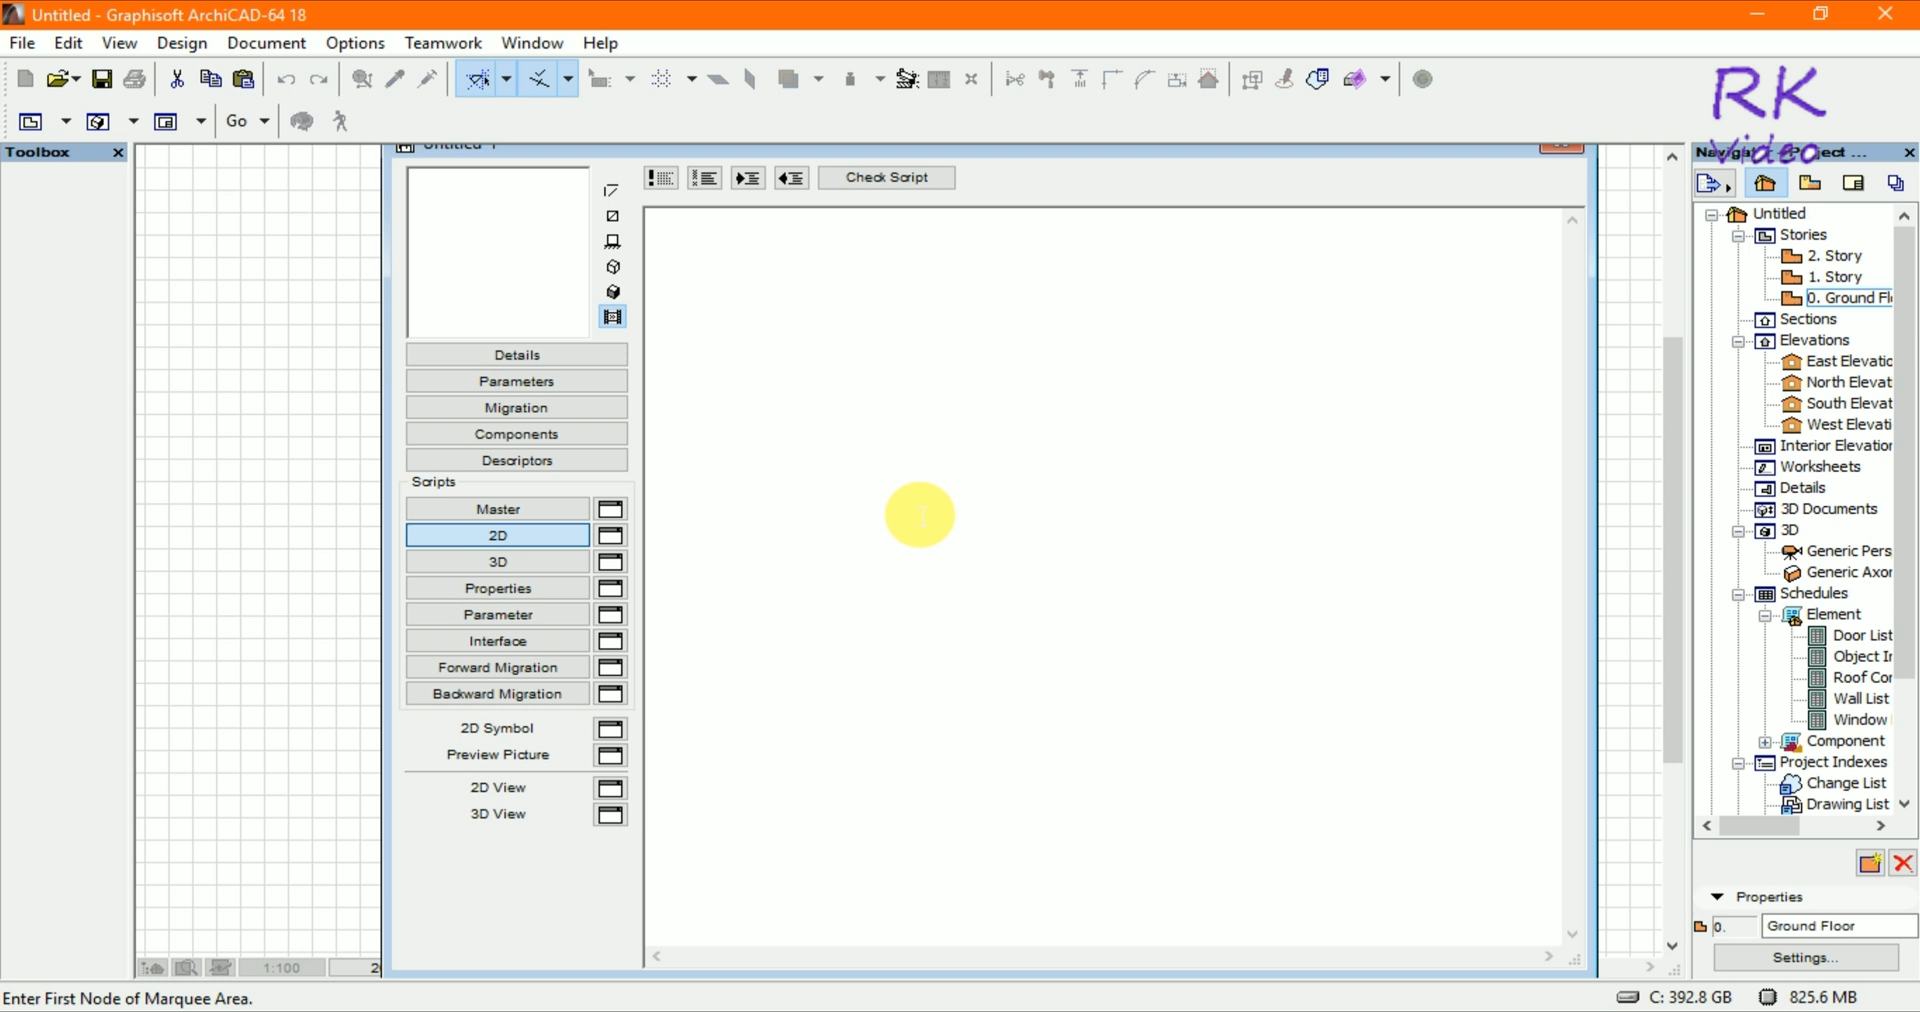 Untitled - Graphisoft ArchiCAD-64 18
File Edit View Design Document Options Teamwork Window Help
Go
RK
Video
Toolbox
Check Script
Details
Parameters
Migration
Components
Descriptors
Scripts
Master
2D
3D
Properties
Parameter
Interface
Forward Migration
Backward Migration
2D Symbol
Preview Picture
2D View
3D View
1:100
Untitled
Stories
2. Story
1. Story
0. Ground Fl
Sections
Elevations
East Elevatio
North Elevat
South Elevat
West Elevati
Interior Elevation
Worksheets
Details
3D Documents
3D
Generic Pers
Generic Axor
Schedules
Element
Door List
Object Ir
Roof Cor
Wall List
Window
Component
Project Indexes
Change List
Drawing List
Properties
0. Ground Floor
Settings...
Enter First Node of Marquee Area.
C: 392.8 GB 825.6 MB